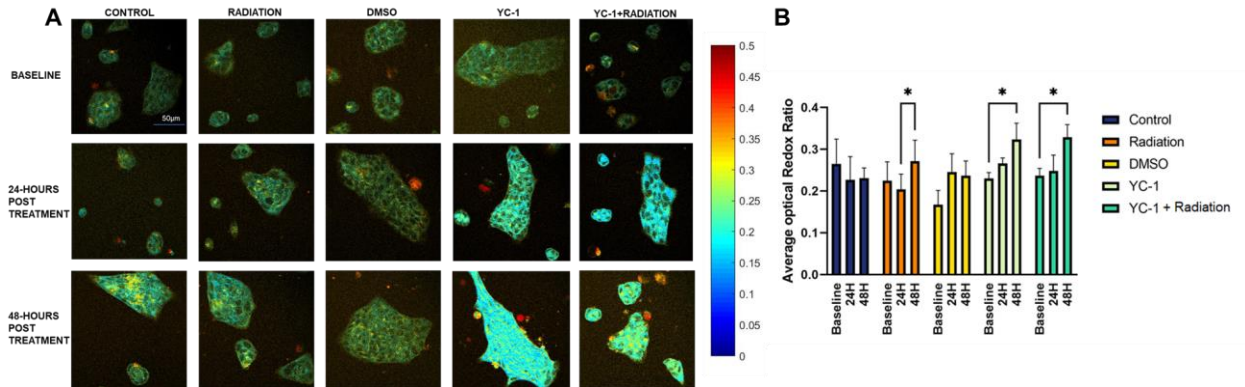 A
CONTROL
RADIATION
DMSO
YC-1
YC-1+RADIATION
BASELINE
50µm
24-HOURS
POST
TREATMENT
48-HOURS
POST
TREATMENT
0.5
0.45
0.4
0.35
0.3
0.25
0.2
0.15
0.1
0.05
0
B
Average optical Redox Ratio
0.4
0.3
0.2
0.1
0.0
*
*
*
Baseline
24H
48H
Baseline
24H
48H
Baseline
24H
48H
Baseline
24H
48H
Baseline
24H
48H
Control
Radiation
DMSO
YC-1
YC-1 + Radiation